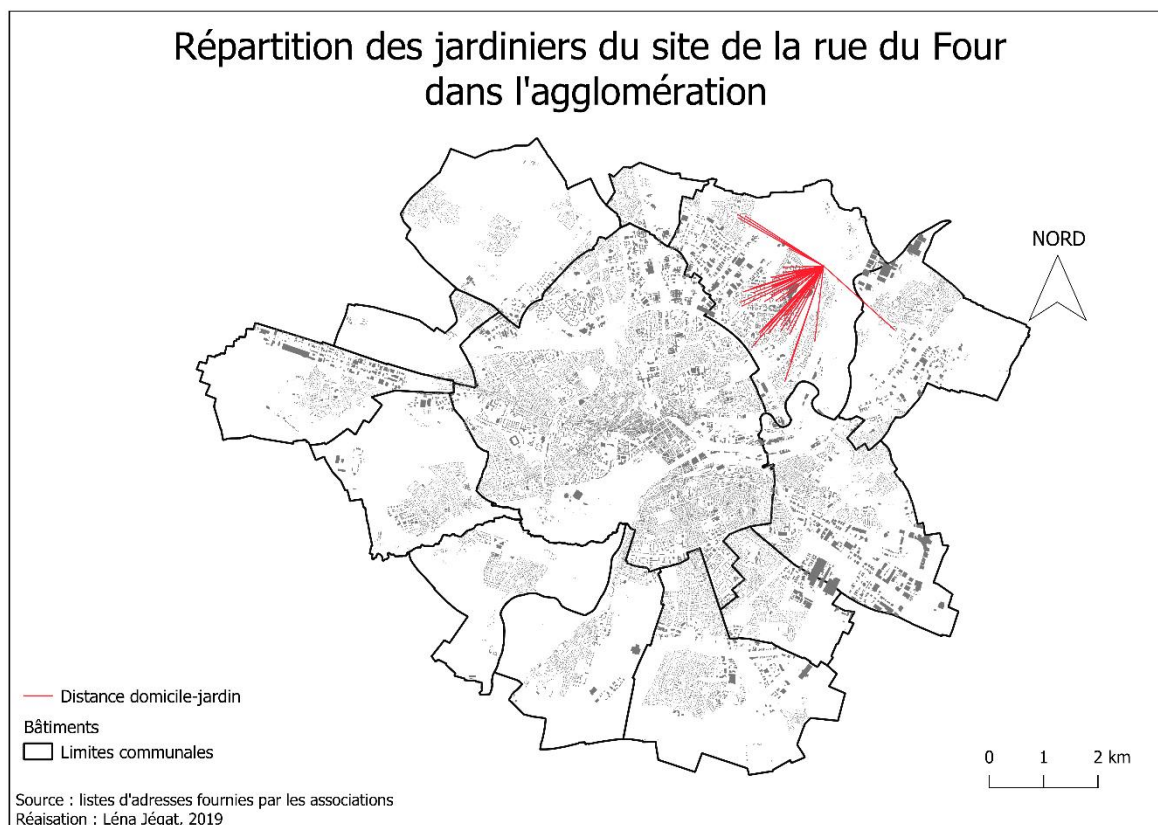 Répartition des jardiniers du site de la rue du Four
dans l'agglomération
NORD
Distance domicile-jardin
Bâtiments
Limites communales
0 1 2 km
Source : listes d'adresses fournies par les associations
Réaisation : Léna Jégat, 2019